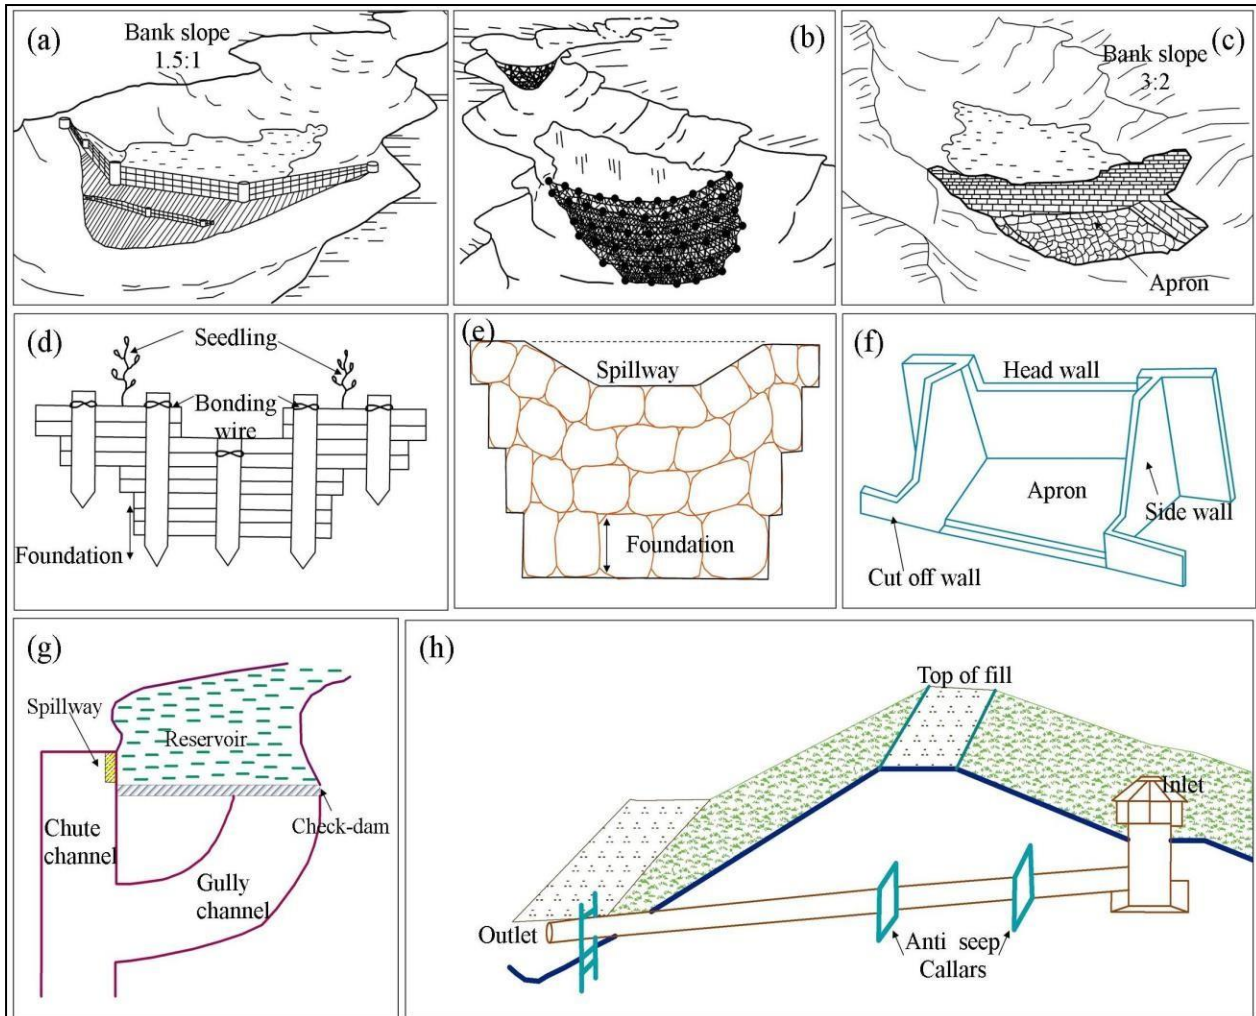 (a)
Bank slope
1.5:1
(b)
(c)
Bank slope
3:2
Apron
(d)
Seedling
Bonding
wire
Foundation
(e)
Spillway
Foundation
(f)
Head wall
Apron
Side wall
Cut off wall
(g)
Spillway
Reservoir
Check-dam
Chute
channel
Gully
channel
(h)
Top of fill
Inlet
Outlet
Anti seep
Callars